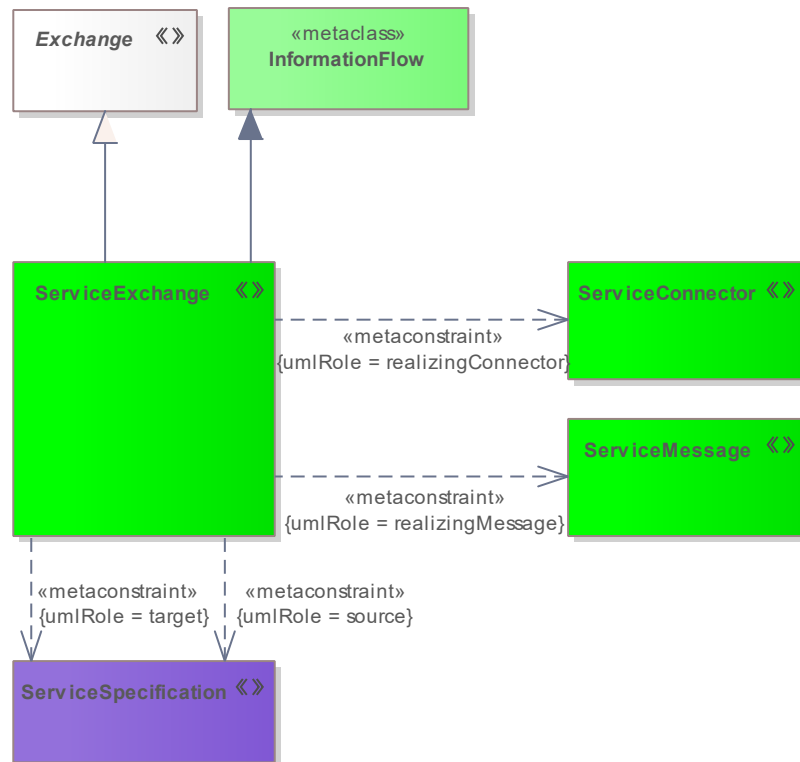 Exchange «»
«metaclass»
InformationFlow
ServiceExchange «»
ServiceConnector «»
«metaconstraint»
{umlRole = realizingConnector}
ServiceMessage «»
«metaconstraint»
{umlRole = realizingMessage}
«metaconstraint»
{umlRole = target}
«metaconstraint»
{umlRole = source}
ServiceSpecification «»